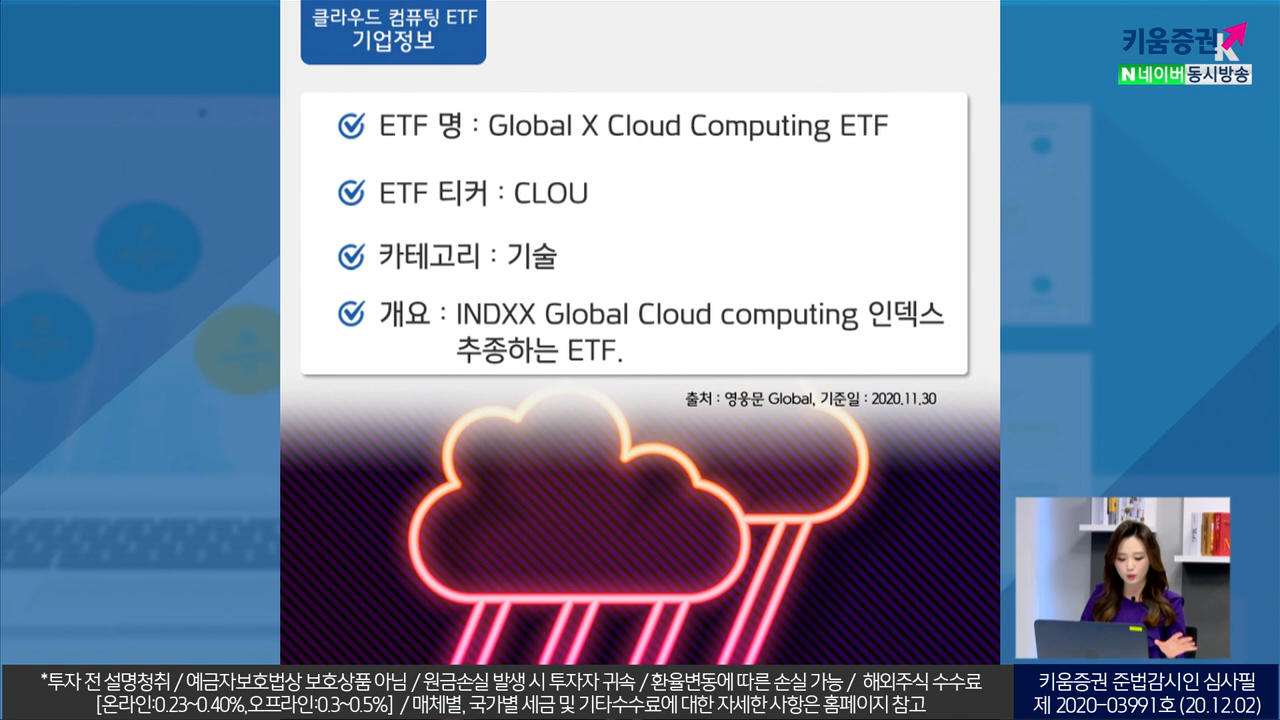 클라우드 컴퓨팅 ETF
기업정보
키움증권
N 네이버 동시방송
ETF 명 : Global X Cloud Computing ETF
ETF 티커 : CLOU
카테고리 : 기술
개요 : INDXX Global Cloud computing 인덱스
추종하는 ETF.
출처 : 영웅문 Global, 기준일 : 2020.11.30
*투자 전 설명청취 / 예금자보호법상 보호상품 아님 / 원금손실 발생 시 투자자 귀속 / 환율변동에 따른 손실 가능 / 해외주식 수수료
[온라인:0.23~0.40%,오프라인:0.3~0.5%] / 매체별, 국가별 세금 및 기타수수료에 대한 자세한 사항은 홈페이지 참고
키움증권 준법감시인 심사필
제 2020-03991호 (20.12.02)